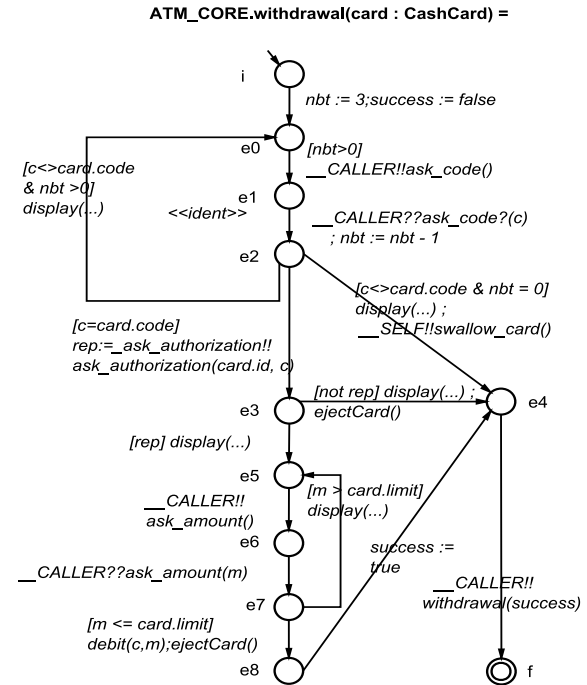 ATM_CORE.withdrawal(card : CashCard) =
i
nbt := 3;success := false
e0
[nbt>0]
__CALLER!!ask_code()
[c<>card.code
& nbt >0]
display(...)
e1
<<ident>>
__CALLER??ask_code?(c)
; nbt := nbt - 1
e2
[c<>card.code & nbt = 0]
display(...) ;
__SELF!!swallow_card()
[c=card.code]
rep:=_ask_authorization!!
ask_authorization(card.id, c)
[not rep] display(...) ;
ejectCard()
e3
e4
[rep] display(...)
e5
[m > card.limit]
display(...)
__CALLER!!
ask_amount()
e6
success :=
true
__CALLER??ask_amount(m)
e7
__CALLER!!
withdrawal(success)
[m <= card.limit]
debit(c,m);ejectCard()
e8
f